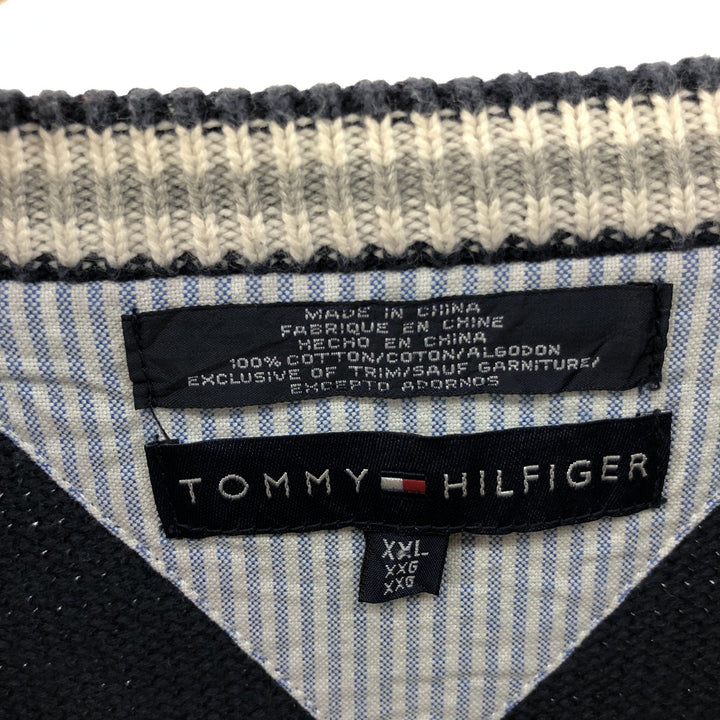 MADE IN CHINA
FABRIQUE EN CHINE
HECHO EN CHINA
100% COTTON/COTON/ALGODON
EXCLUSIVE OF TRIM/SAUF GARNITURE/
EXCEPTO ADORNOS
TOMMY HILFIGER
XXL
XXG
XXG